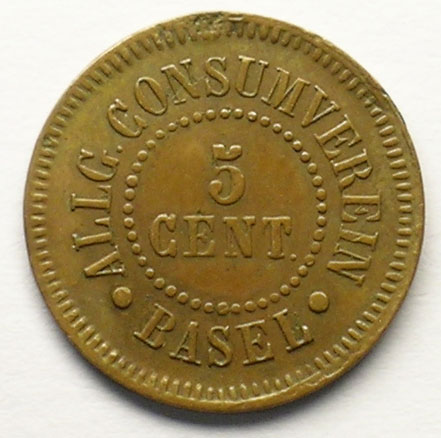 ALLG. CONSUMVEREIN
5
CENT.
• BASEL •